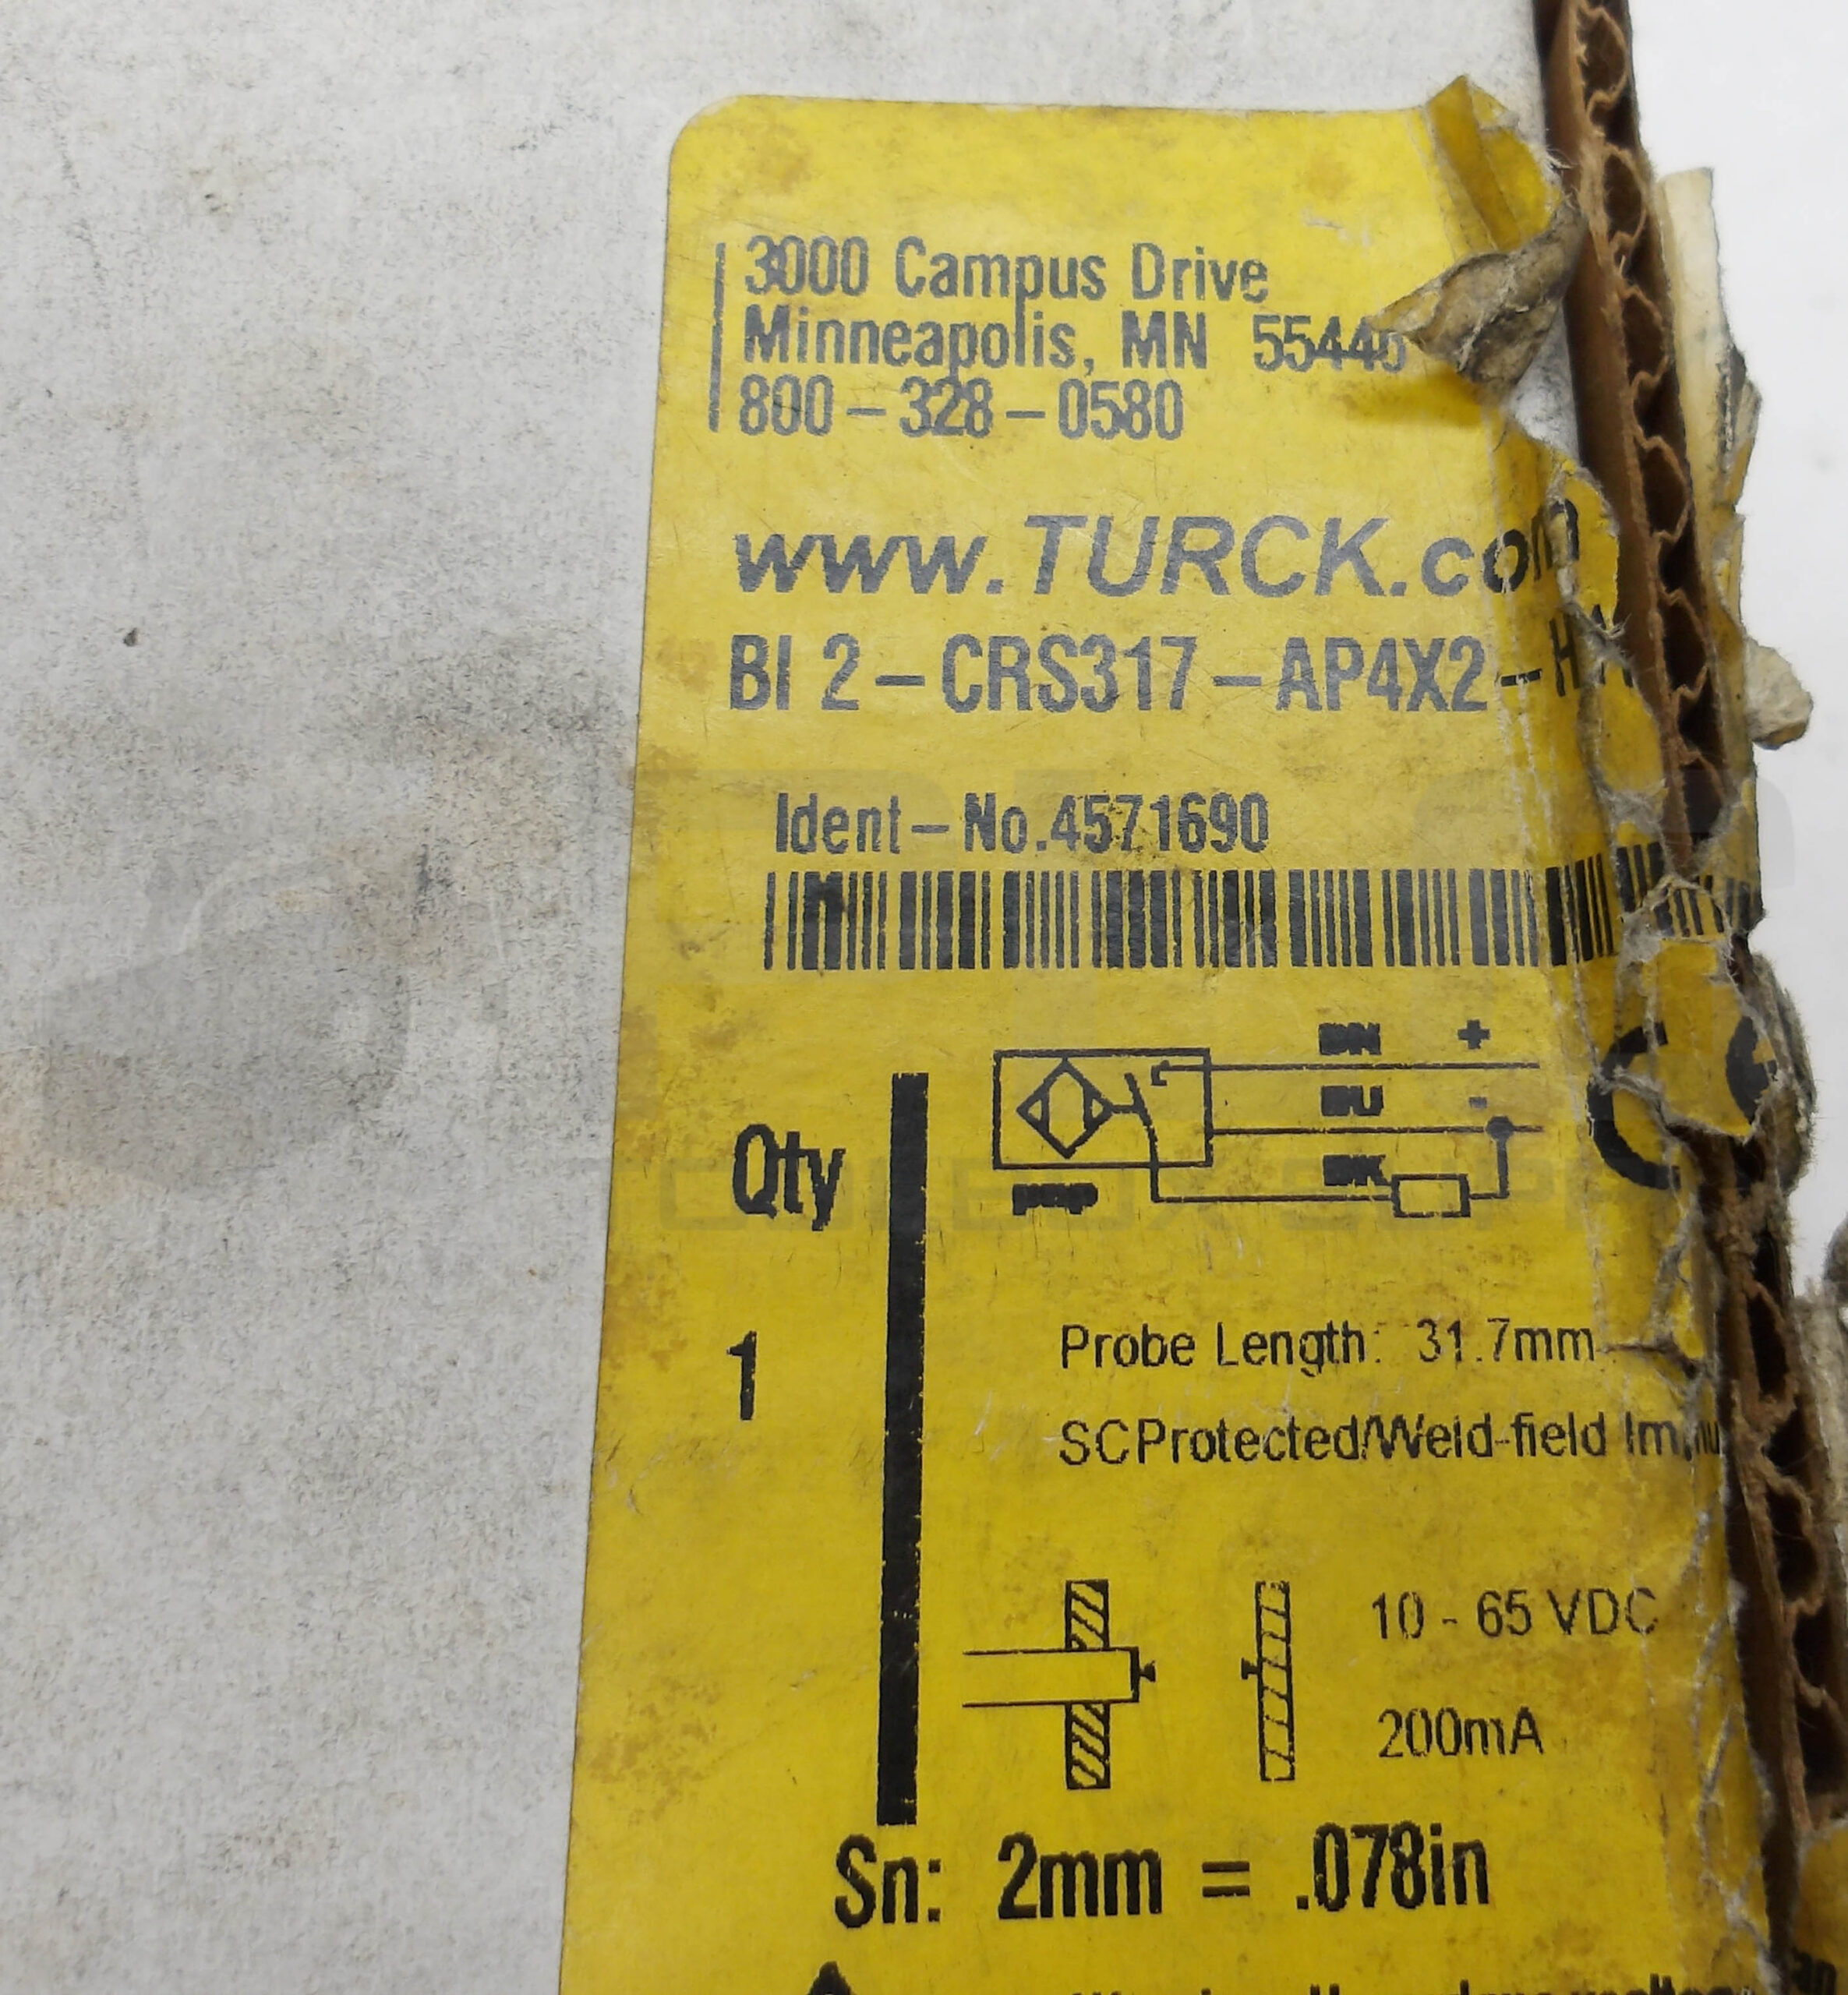 3000 Campus Drive
Minneapolis, MN
800-328-0580
www.TURCK.com
BI 2-CRS317-AP4X2-
Ident-No.4571690
BN +
BU -
BK
pnp
Qty
1
Probe Length: 31.7mm
SCProtected/Weld-field
10 - 65 VDC
200mA
Sn: 2mm = .078in